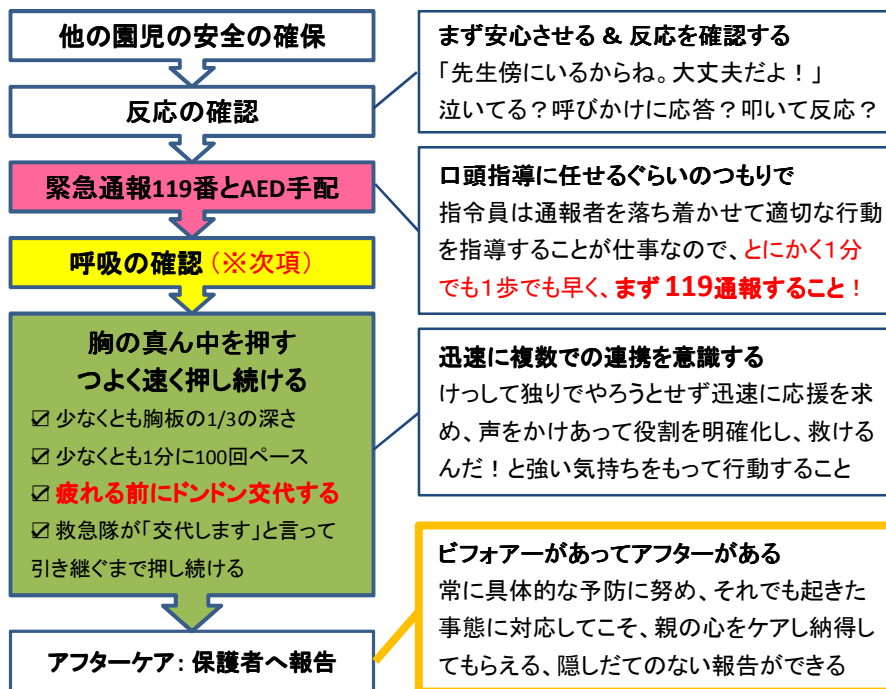 他の園児の安全の確保
反応の確認
緊急通報119番とAED手配
呼吸の確認（※次項）
胸の真ん中を押す
つよく速く押し続ける
☑ 少なくとも胸板の1/3の深さ
☑ 少なくとも1分に100回ペース
☑ 疲れる前にドンドン交代する
☑ 救急隊が「交代します」と言って
引き継ぐまで押し続ける
アフターケア：保護者へ報告
まず安心させる & 反応を確認する
「先生傍にいるからね。大丈夫だよ！」
泣いてる？呼びかけに応答？叩いて反応？
口頭指導に任せるぐらいのつもりで
指令員は通報者を落ち着かせて適切な行動
を指導することが仕事なので、とにかく1分
でも1歩でも早く、まず 119通報すること！
迅速に複数での連携を意識する
けっして独りでやろうとせず迅速に応援を求
め、声をかけあって役割を明確化し、救ける
んだ！と強い気持ちをもって行動すること
ビフォアーがあってアフターがある
常に具体的な予防に努め、それでも起きた
事態に対応してこそ、親の心をケアし納得し
てもらえる、隠しだてのない報告ができる